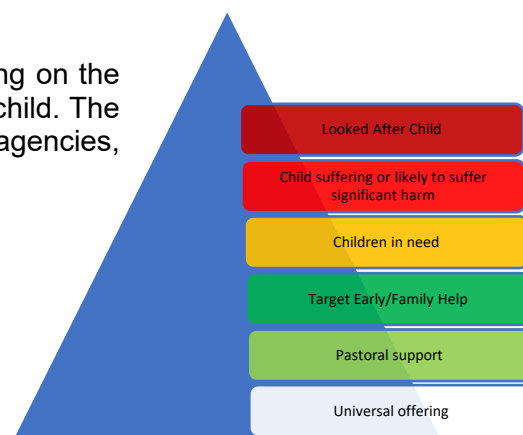 ng on the
child. The
agencies,
Looked After Child
Child suffering or likely to suffer
significant harm
Children in need
Target Early/Family Help
Pastoral support
Universal offering